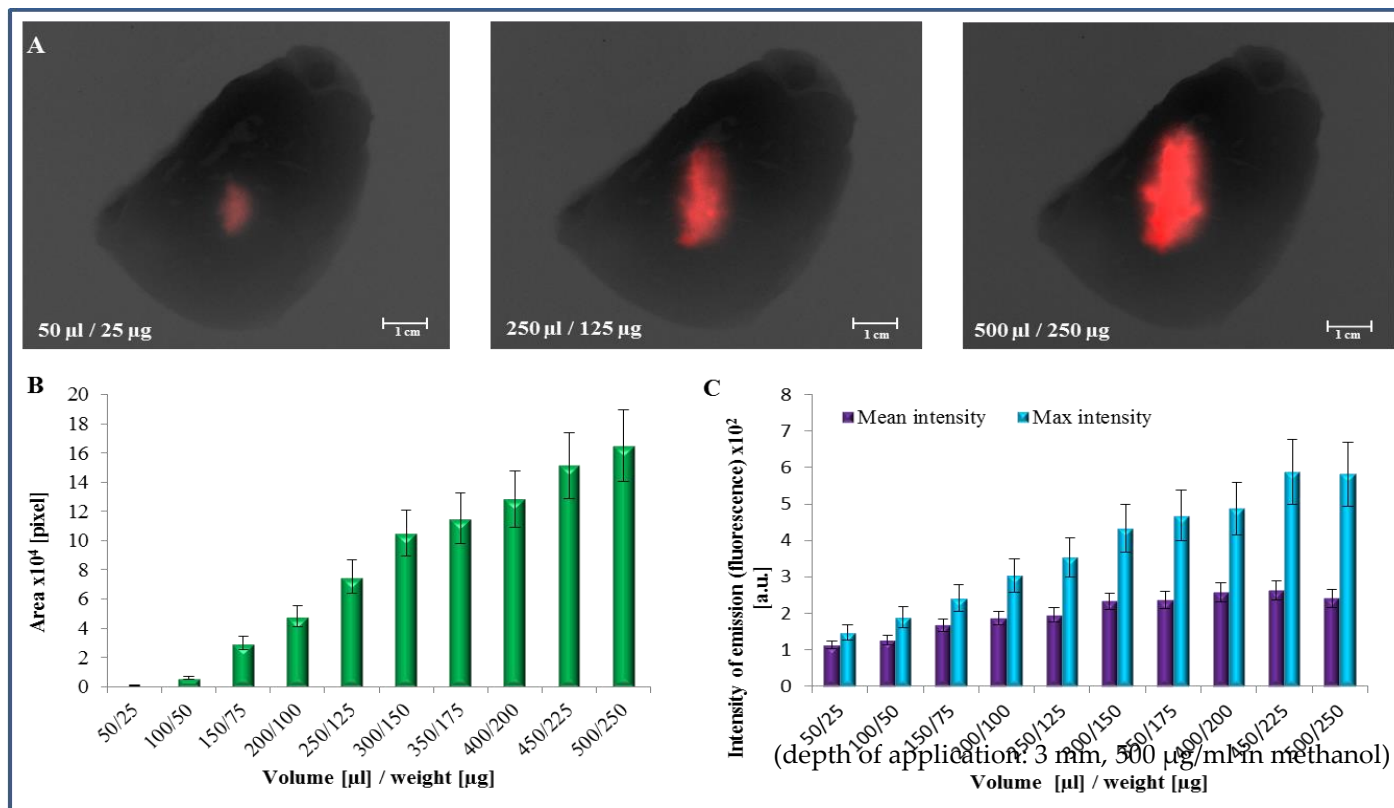 A
50 µl / 25 µg
1 cm
250 µl / 125 µg
1 cm
500 µl / 250 µg
1 cm
B
Area x10⁴ [pixel]
20
18
16
14
12
10
8
6
4
2
0
50/25
100/50
150/75
200/100
250/125
300/150
350/175
400/200
450/225
500/250
Volume [µl] / weight [µg]
C
Intensity of emission (fluorescence) x10²
[a.u.]
Mean intensity
Max intensity
8
7
6
5
4
3
2
1
0
50/25
100/50
150/75
200/100
250/125
300/150
350/175
400/200
450/225
500/250
(depth of application: 3 mm, 500 µg/ml in methanol)
Volume [µl] / weight [µg]